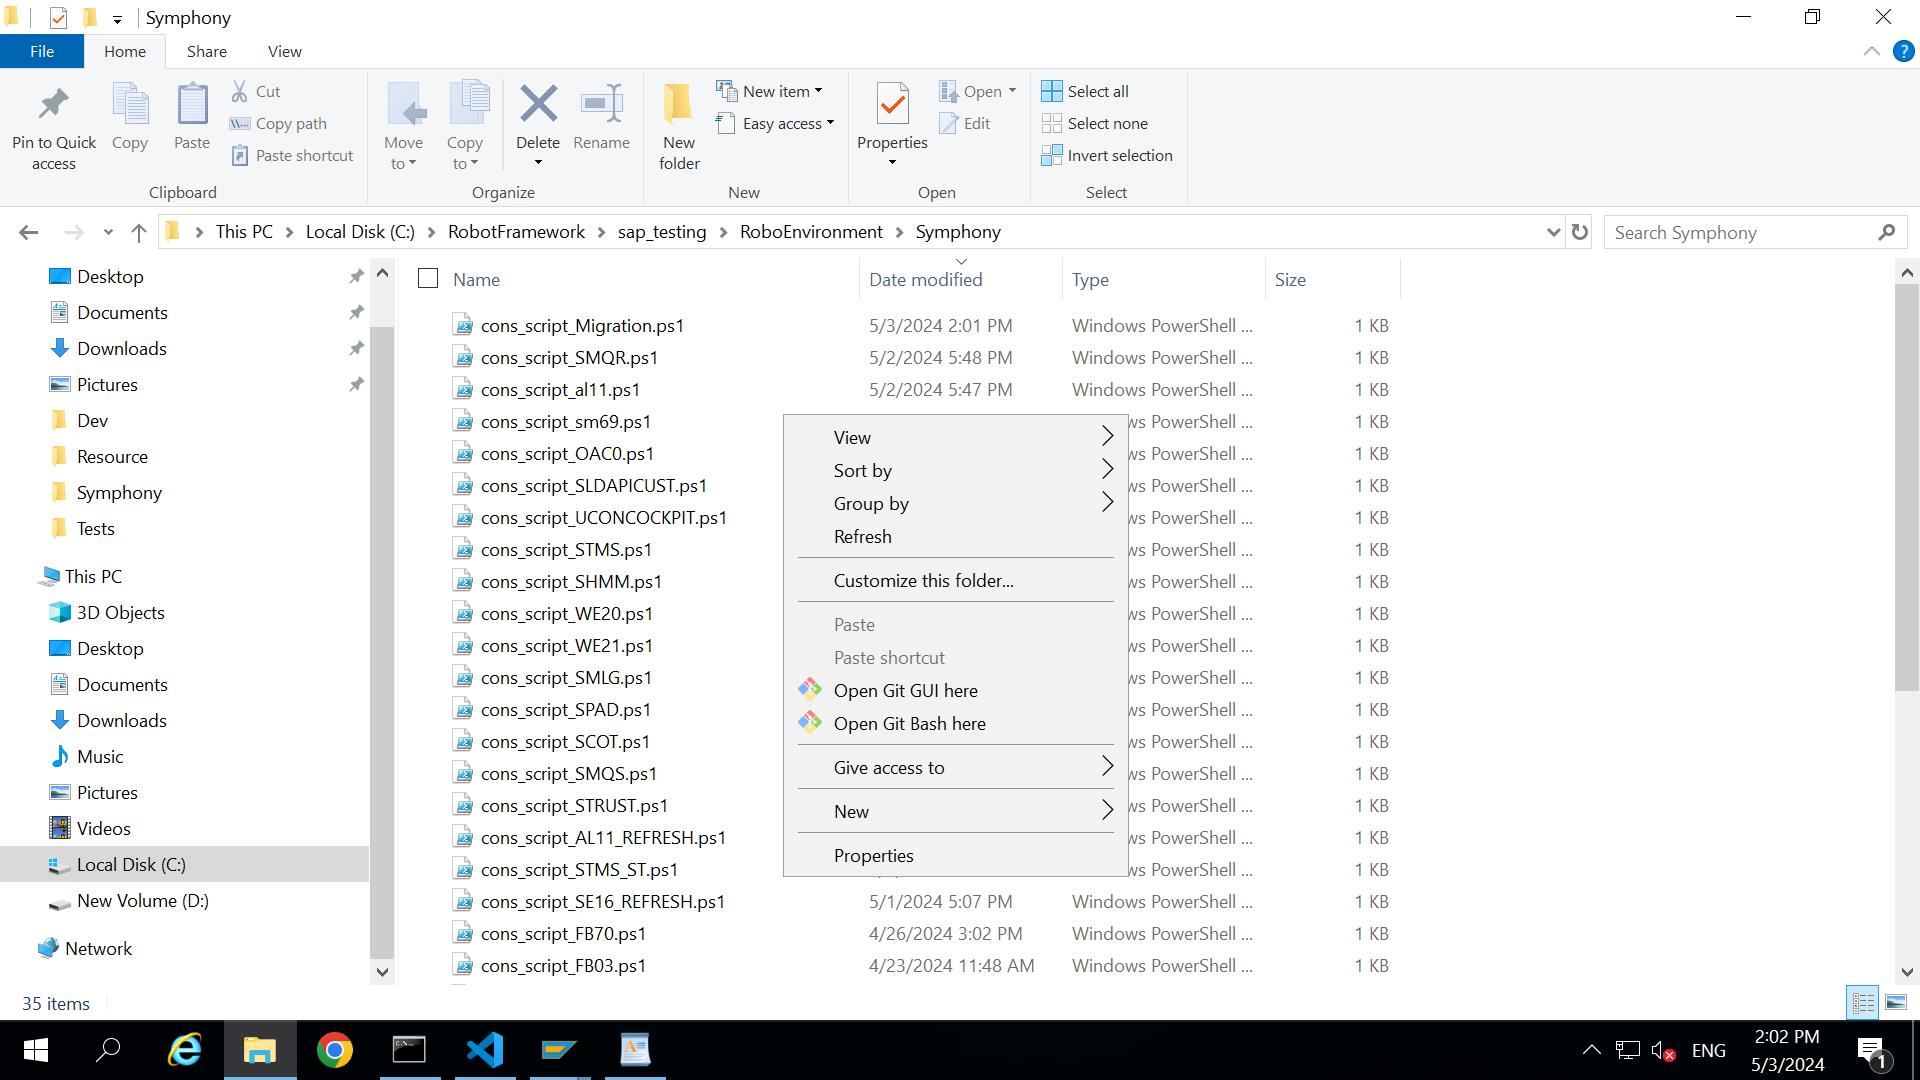 Symphony
File
Home
Share
View
?
Pin to Quick access
Copy
Paste
Cut
Copy path
Paste shortcut
Clipboard
Move to
Copy to
Delete
Rename
Organize
New folder
New item
Easy access
New
Properties
Open
Edit
Open
Select all
Select none
Invert selection
Select
This PC
Local Disk (C:)
RobotFramework
sap_testing
RoboEnvironment
Symphony
Search Symphony
Desktop
Documents
Downloads
Pictures
Dev
Resource
Symphony
Tests
This PC
3D Objects
Desktop
Documents
Downloads
Music
Pictures
Videos
Local Disk (C:)
New Volume (D:)
Network
Name Date modified Type Size
cons_script_Migration.ps1 5/3/2024 2:01 PM Windows PowerShell ... 1 KB
cons_script_SMQR.ps1 5/2/2024 5:48 PM Windows PowerShell ... 1 KB
cons_script_al11.ps1 5/2/2024 5:47 PM Windows PowerShell ... 1 KB
cons_script_sm69.ps1 ws PowerShell ... 1 KB
cons_script_OAC0.ps1 ws PowerShell ... 1 KB
cons_script_SLDAPICUST.ps1 ws PowerShell ... 1 KB
cons_script_UCONCOCKPIT.ps1 ws PowerShell ... 1 KB
cons_script_STMS.ps1 ws PowerShell ... 1 KB
cons_script_SHMM.ps1 ws PowerShell ... 1 KB
cons_script_WE20.ps1 ws PowerShell ... 1 KB
cons_script_WE21.ps1 ws PowerShell ... 1 KB
cons_script_SMLG.ps1 ws PowerShell ... 1 KB
cons_script_SPAD.ps1 ws PowerShell ... 1 KB
cons_script_SCOT.ps1 ws PowerShell ... 1 KB
cons_script_SMQS.ps1 ws PowerShell ... 1 KB
cons_script_STRUST.ps1 ws PowerShell ... 1 KB
cons_script_AL11_REFRESH.ps1 ws PowerShell ... 1 KB
cons_script_STMS_ST.ps1 ws PowerShell ... 1 KB
cons_script_SE16_REFRESH.ps1 5/1/2024 5:07 PM Windows PowerShell ... 1 KB
cons_script_FB70.ps1 4/26/2024 3:02 PM Windows PowerShell ... 1 KB
cons_script_FB03.ps1 4/23/2024 11:48 AM Windows PowerShell ... 1 KB
View
Sort by
Group by
Refresh
Customize this folder...
Paste
Paste shortcut
Open Git GUI here
Open Git Bash here
Give access to
New
Properties
35 items
ENG
2:02 PM
5/3/2024
1